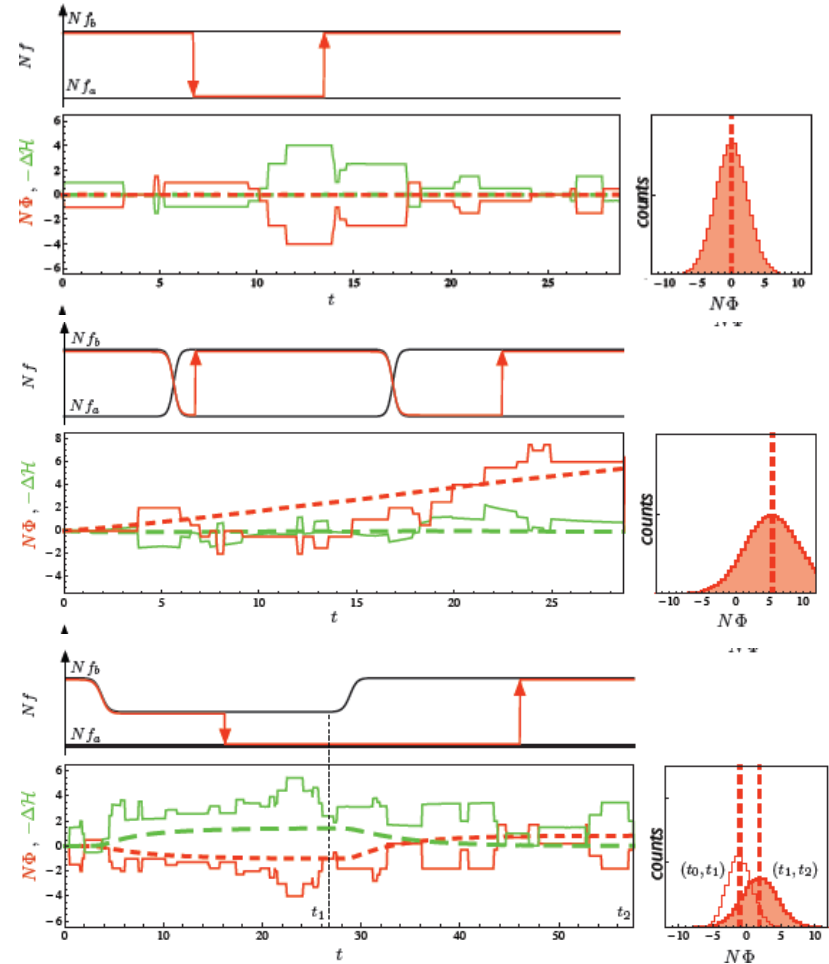 N f_b
N f
N f_a
6
4
2
0
−2
−4
−6
NΦ , −Δℋ
0 5 10 15 20 25
t
counts
−10 −5 0 5 10
NΦ
N f_b
N f
N f_a
8
6
4
2
0
−2
−4
NΦ , −Δℋ
0 5 10 15 20 25
t
counts
−10 −5 0 5 10
NΦ
N f_b
N f
N f_a
6
4
2
0
−2
−4
−6
NΦ , −Δℋ
t_1 t_2
0 10 20 30 40 50
t
counts
(t_0, t_1) (t_1, t_2)
−10 −5 0 5 10
NΦ